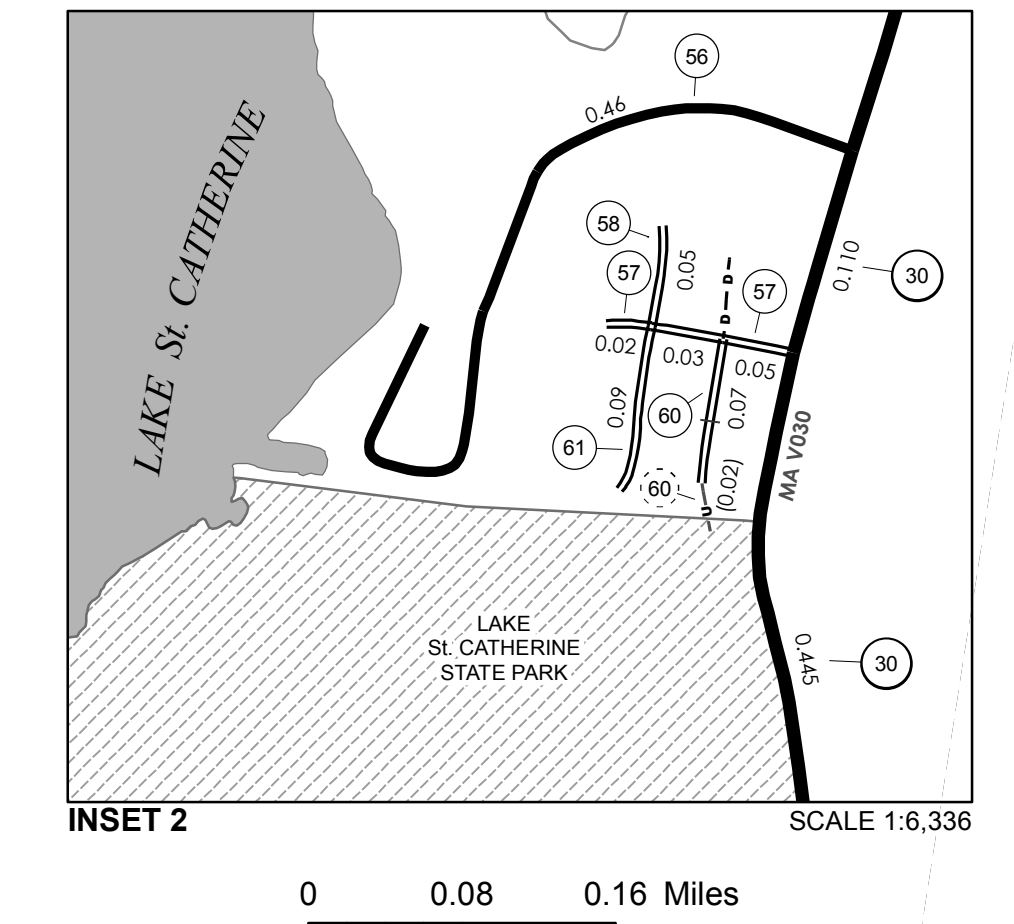 56
0.46
LAKE St. CATHERINE
58
0.05
0.110
30
57
D D
57
0.02
0.03
0.05
0.09
60
0.07
61
MA V030
60
U
(0.02)
LAKE
St. CATHERINE
STATE PARK
0.445
30
INSET 2
SCALE 1:6,336
0 0.08 0.16 Miles